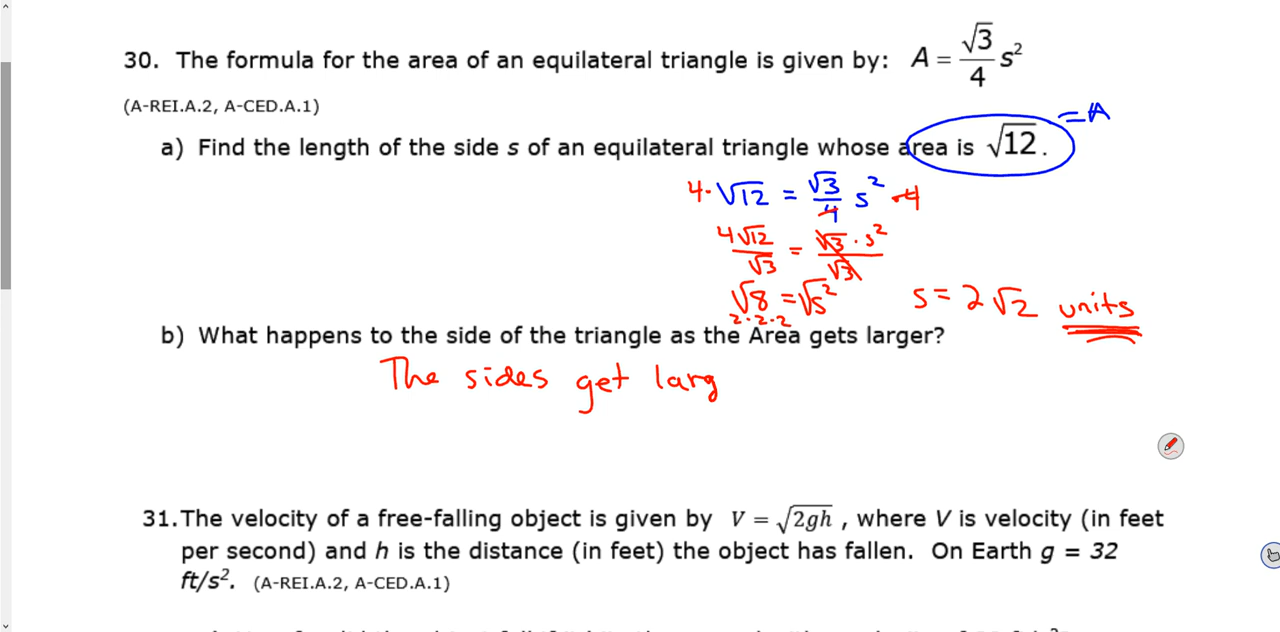 30. The formula for the area of an equilateral triangle is given by: A = √3/4 s²
(A-REI.A.2, A-CED.A.1)
= A
a) Find the length of the side s of an equilateral triangle whose area is √12.
4·√12 = √3/4 s² ·4
4√12/√3 = √3·s²/√3
√8 = √s² s = 2√2 units
2·2·2
b) What happens to the side of the triangle as the Area gets larger?
The sides get larg
31. The velocity of a free-falling object is given by V = √2gh , where V is velocity (in feet
per second) and h is the distance (in feet) the object has fallen. On Earth g = 32
ft/s². (A-REI.A.2, A-CED.A.1)